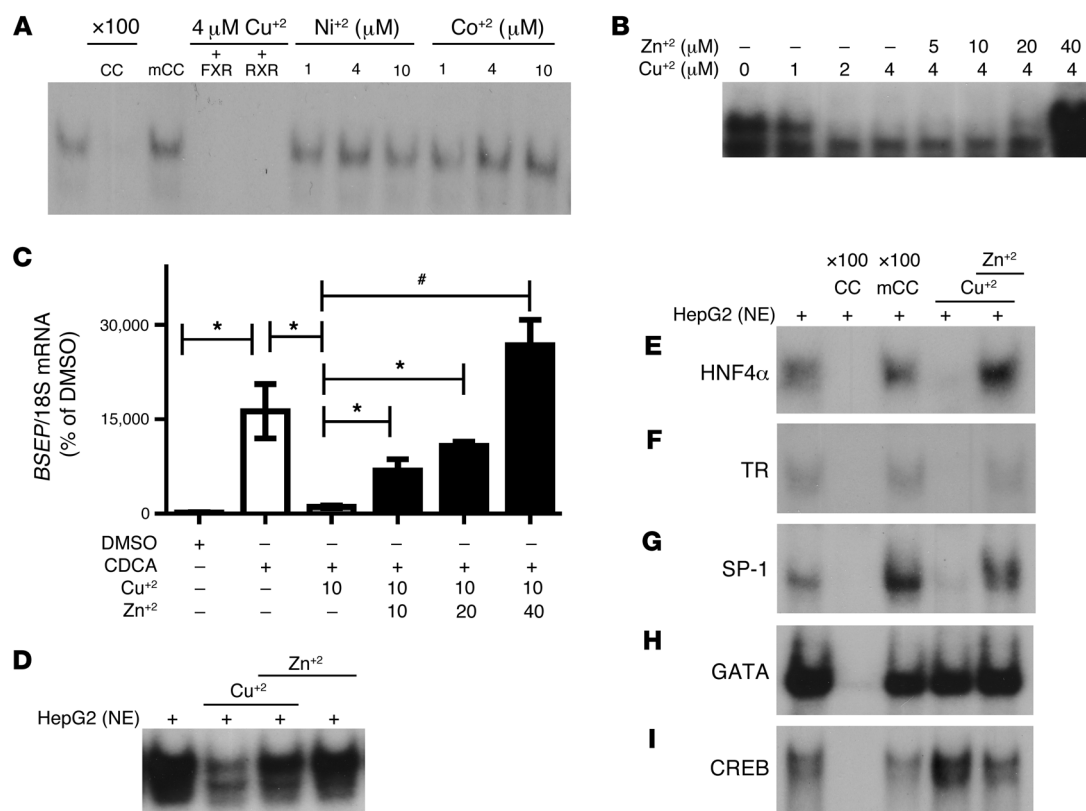 A
×100
4 μM Cu+2
Ni+2 (μM)
Co+2 (μM)
CC
mCC
+
FXR
+
RXR
1
4
10
1
4
10
B
Zn+2 (μM) – – – – 5 10 20 40
Cu+2 (μM) 0 1 2 4 4 4 4 4
C
BSEP/18S mRNA
(% of DMSO)
30,000
15,000
0
*
*
#
*
*
DMSO + – – – – –
CDCA – + + + + +
Cu+2 – – 10 10 10 10
Zn+2 – – – 10 20 40
D
Zn+2
Cu+2
HepG2 (NE) + + + +
×100
CC
×100
mCC
Zn+2
Cu+2
HepG2 (NE) + + + + +
E
HNF4α
F
TR
G
SP-1
H
GATA
I
CREB